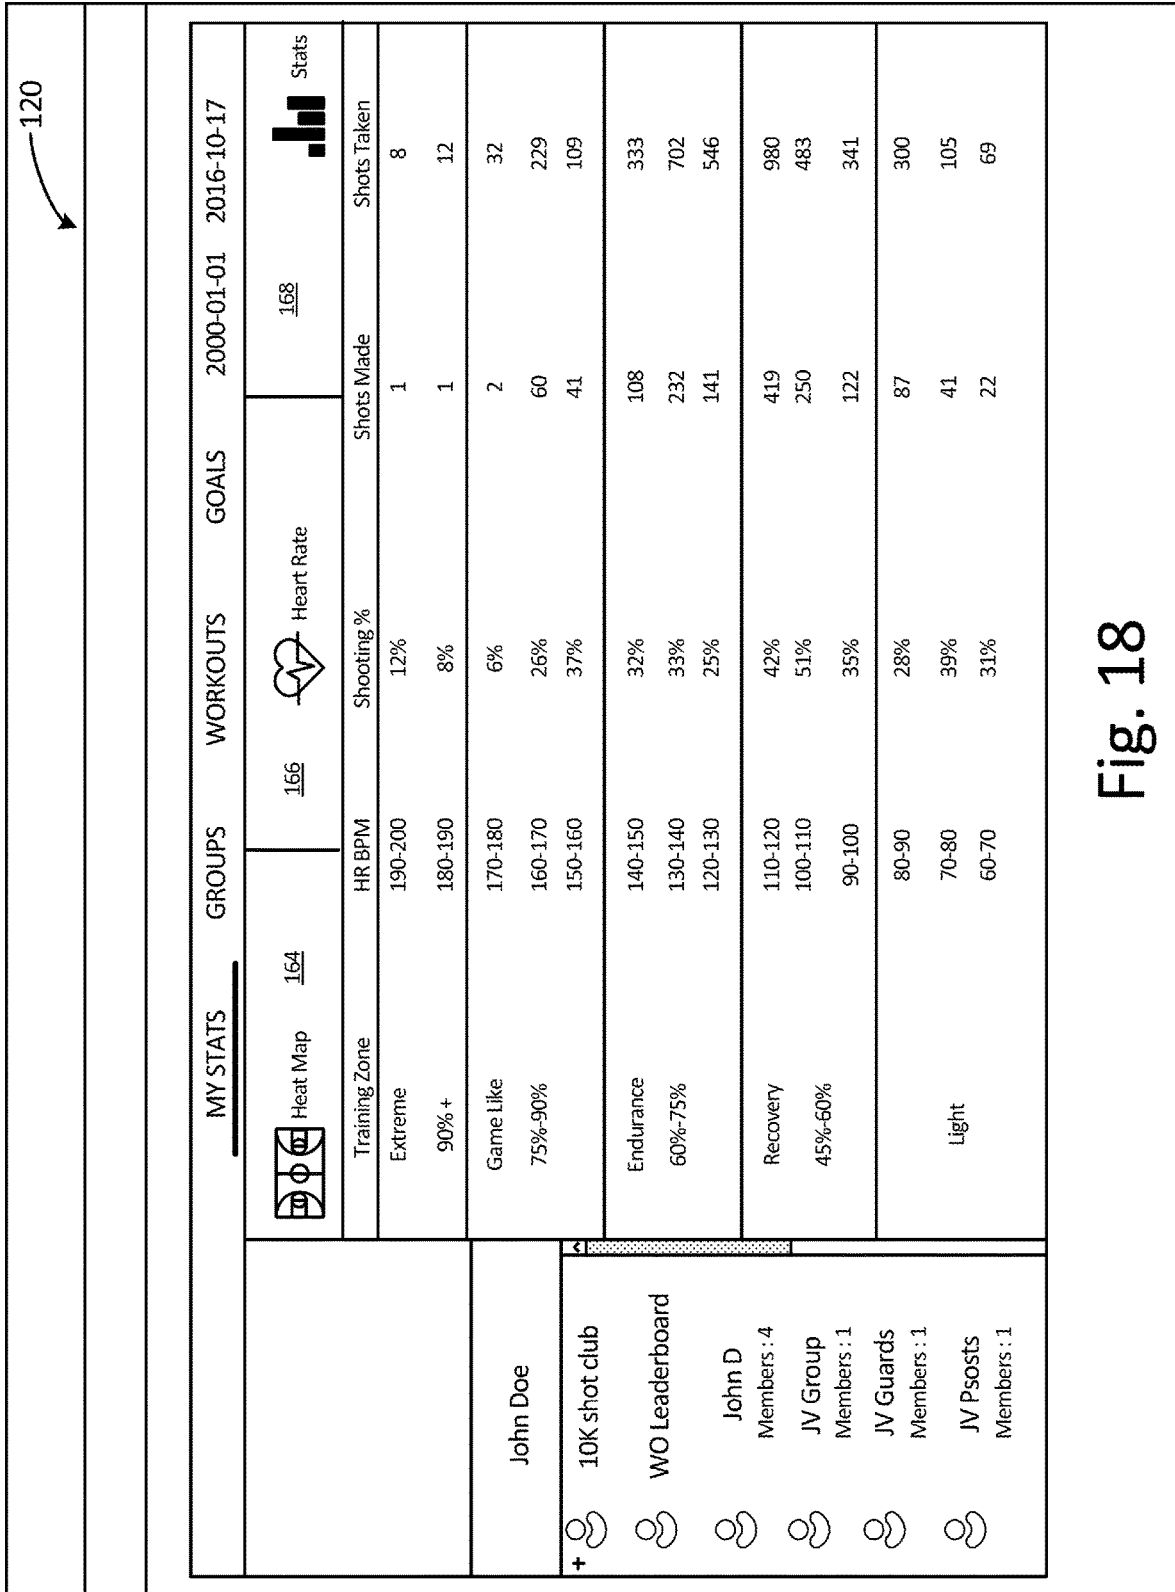 120
MY STATS GROUPS WORKOUTS GOALS 2000-01-01 2016-10-17
Heat Map 164 166 Heart Rate 168 Stats
Training Zone HR BPM Shooting % Shots Made Shots Taken
Extreme 190-200 12% 1 8
90% + 180-190 8% 1 12
Game Like 170-180 6% 2 32
75%-90% 160-170 26% 60 229
150-160 37% 41 109
Endurance 140-150 32% 108 333
60%-75% 130-140 33% 232 702
120-130 25% 141 546
Recovery 110-120 42% 419 980
100-110 51% 250 483
45%-60%
90-100 35% 122 341
80-90 28% 87 300
Light 70-80 39% 41 105
60-70 31% 22 69
John Doe
+
10K shot club
WO Leaderboard
John D
Members : 4
JV Group
Members : 1
JV Guards
Members : 1
JV Psosts
Members : 1
Fig. 18